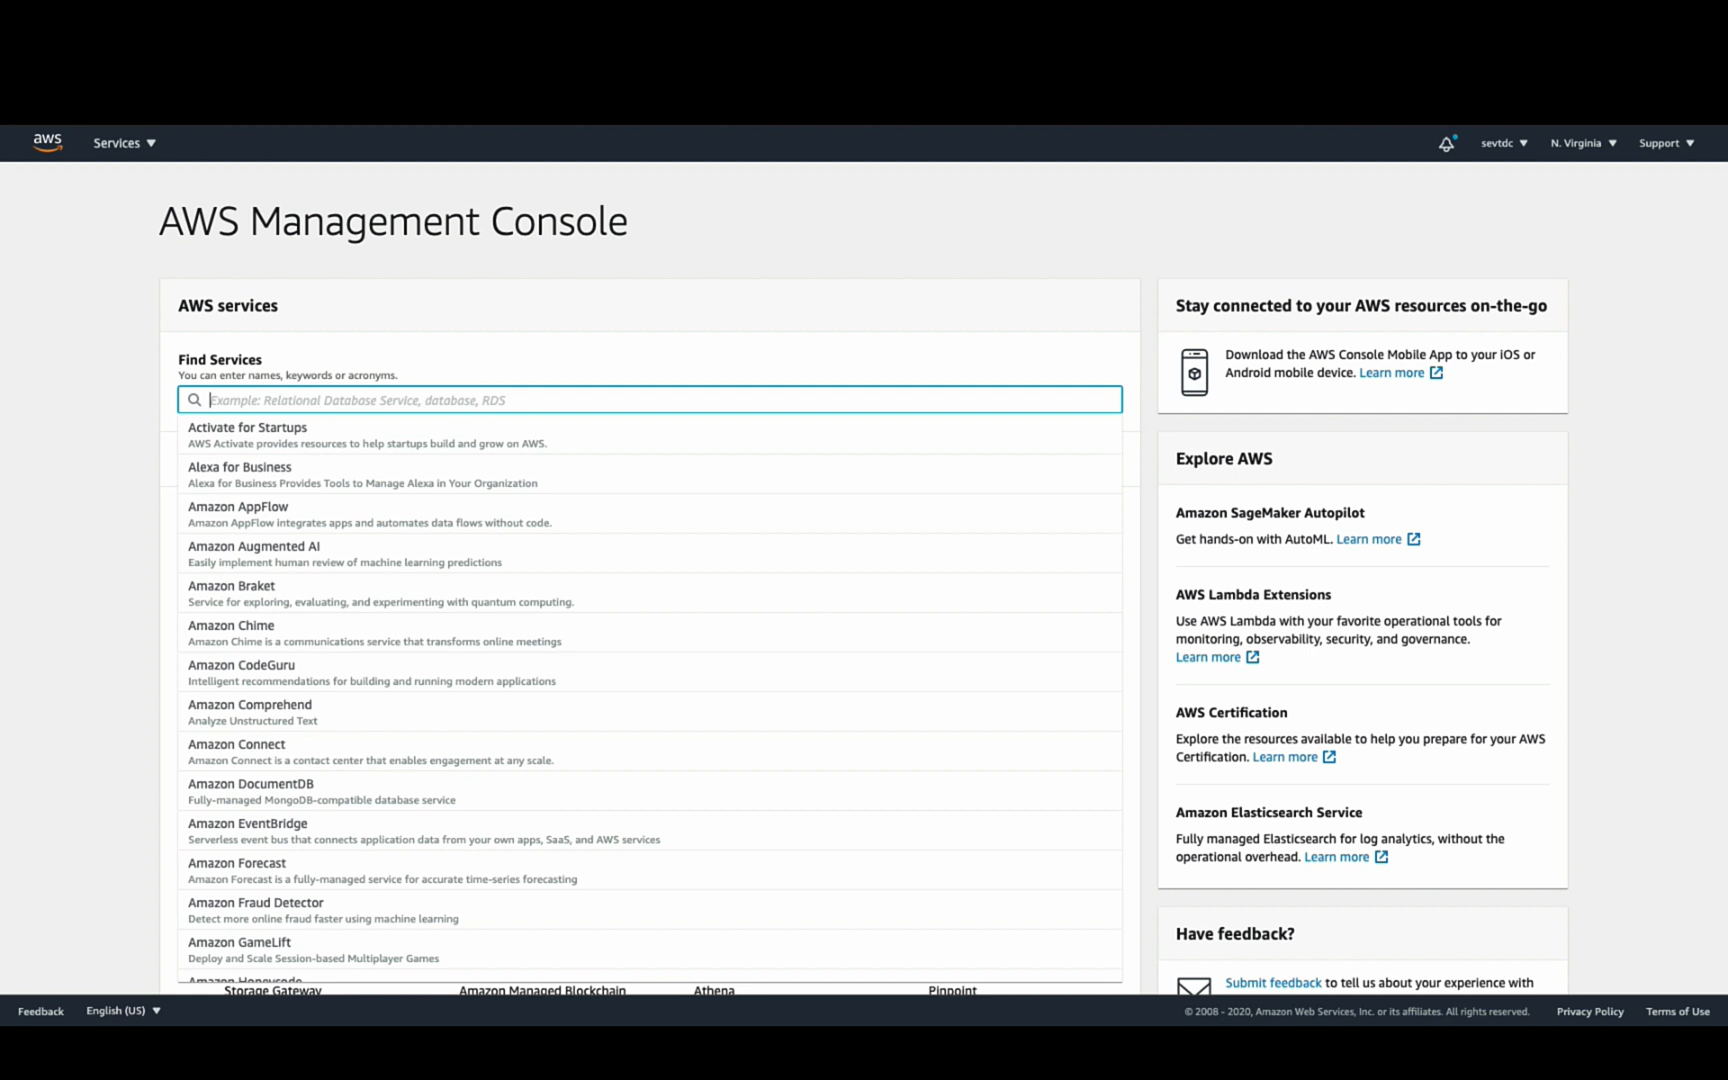 aws
Services
sevtdc
N. Virginia
Support
AWS Management Console
AWS services
Find Services
You can enter names, keywords or acronyms.
Example: Relational Database Service, database, RDS
Activate for Startups
AWS Activate provides resources to help startups build and grow on AWS.
Alexa for Business
Alexa for Business Provides Tools to Manage Alexa in Your Organization
Amazon AppFlow
Amazon AppFlow integrates apps and automates data flows without code.
Amazon Augmented AI
Easily implement human review of machine learning predictions
Amazon Braket
Service for exploring, evaluating, and experimenting with quantum computing.
Amazon Chime
Amazon Chime is a communications service that transforms online meetings
Amazon CodeGuru
Intelligent recommendations for building and running modern applications
Amazon Comprehend
Analyze Unstructured Text
Amazon Connect
Amazon Connect is a contact center that enables engagement at any scale.
Amazon DocumentDB
Fully-managed MongoDB-compatible database service
Amazon EventBridge
Serverless event bus that connects application data from your own apps, SaaS, and AWS services
Amazon Forecast
Amazon Forecast is a fully-managed service for accurate time-series forecasting
Amazon Fraud Detector
Detect more online fraud faster using machine learning
Amazon GameLift
Deploy and Scale Session-based Multiplayer Games
Amazon Honeycode
Storage Gateway
Amazon Managed Blockchain
Athena
Pinpoint
Stay connected to your AWS resources on-the-go
Download the AWS Console Mobile App to your iOS or
Android mobile device. Learn more
Explore AWS
Amazon SageMaker Autopilot
Get hands-on with AutoML. Learn more
AWS Lambda Extensions
Use AWS Lambda with your favorite operational tools for
monitoring, observability, security, and governance.
Learn more
AWS Certification
Explore the resources available to help you prepare for your AWS
Certification. Learn more
Amazon Elasticsearch Service
Fully managed Elasticsearch for log analytics, without the
operational overhead. Learn more
Have feedback?
Submit feedback to tell us about your experience with
Feedback
English (US)
© 2008 - 2020, Amazon Web Services, Inc. or its affiliates. All rights reserved.
Privacy Policy
Terms of Use